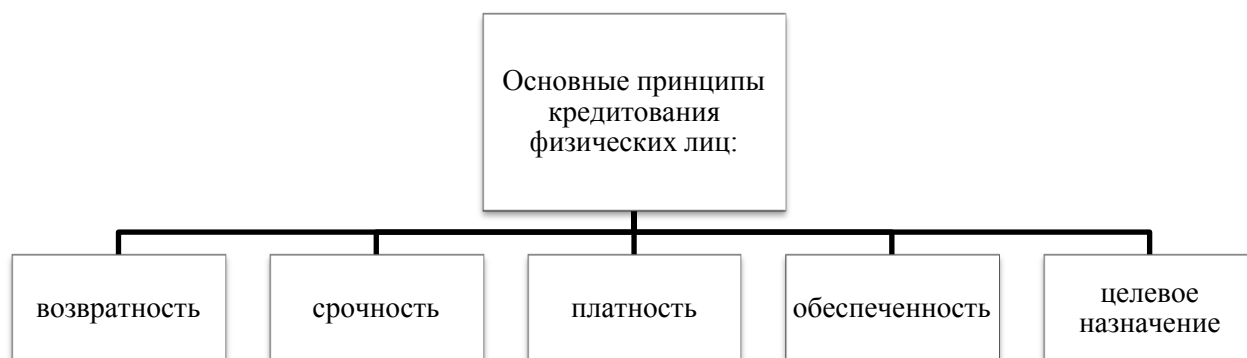 Основные принципы
кредитования
физических лиц:
возвратность
срочность
платность
обеспеченность
целевое
назначение